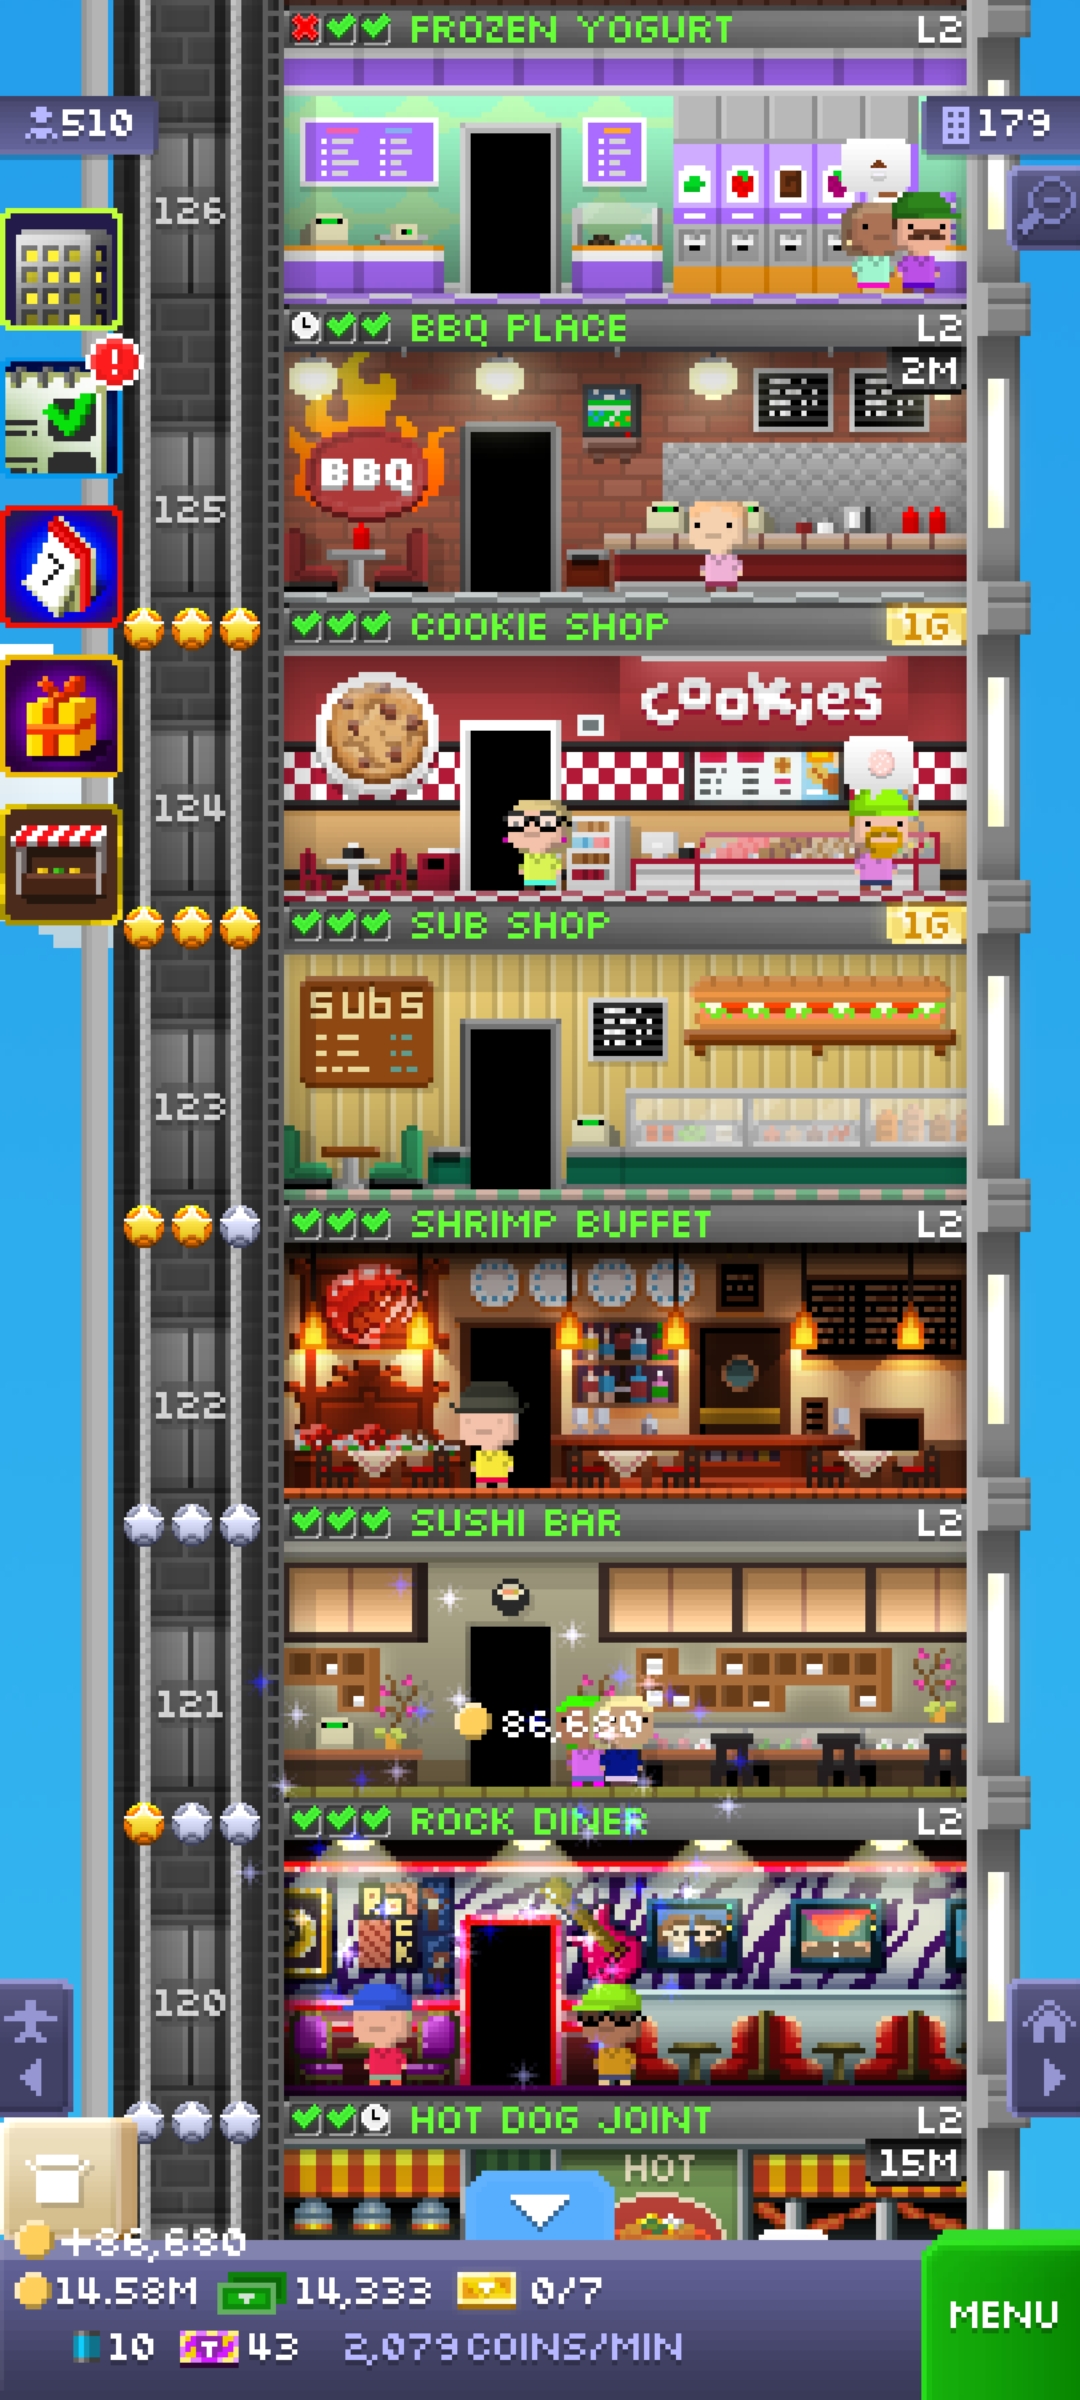 FROZEN YOGURT L2
510
179
126
BBQ PLACE L2
2M
BBQ
125
COOKIE SHOP 1G
cookies
7
124
SUB SHOP 1G
subs
123
SHRIMP BUFFET L2
122
SUSHI BAR L2
121
86,680
ROCK DINER L2
RoCK
120
HOT DOG JOINT L2
15M
HOT
+86,680
14.58M 14,333 0/7
10 43 2,079 COINS/MIN
MENU